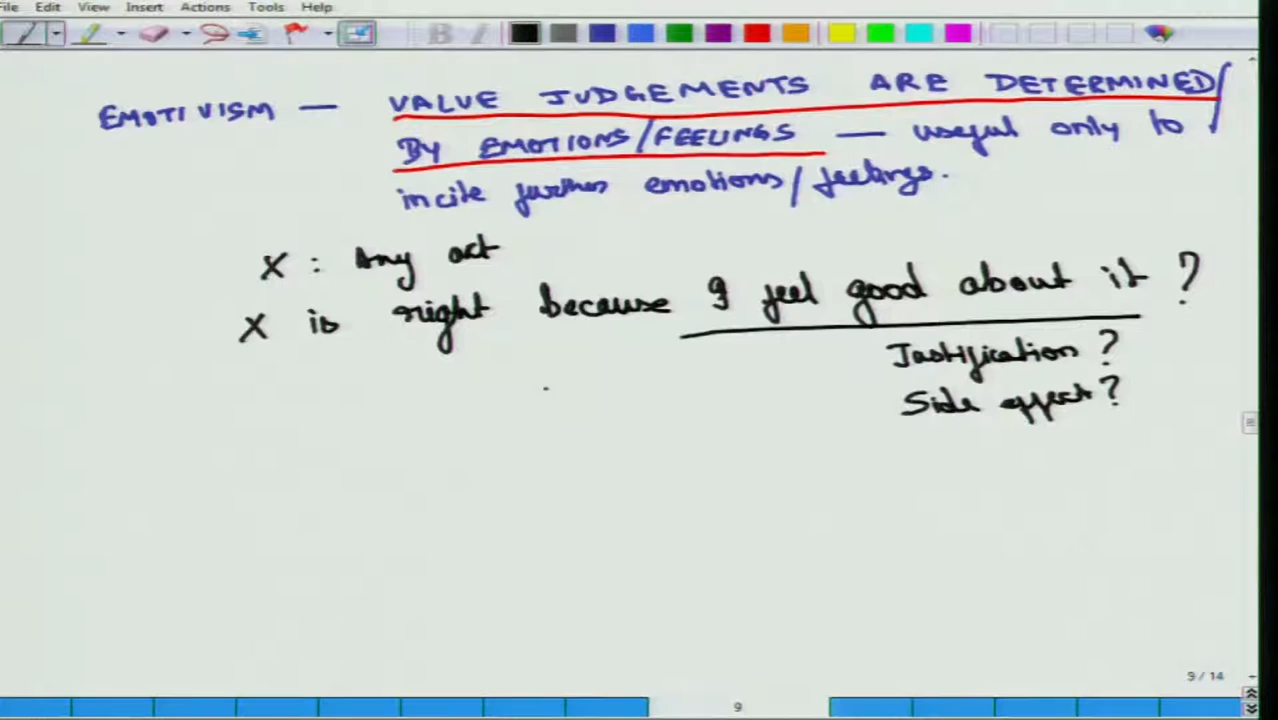 File Edit View Insert Actions Tools Help
EMOTIVISM — VALUE JUDGEMENTS ARE DETERMINED/
BY EMOTIONS/FEELINGS — useful only to
incite further emotions/feelings.
X : Any act
X is right because I feel good about it ?
Justification ?
Side effect ?
9 / 14
9